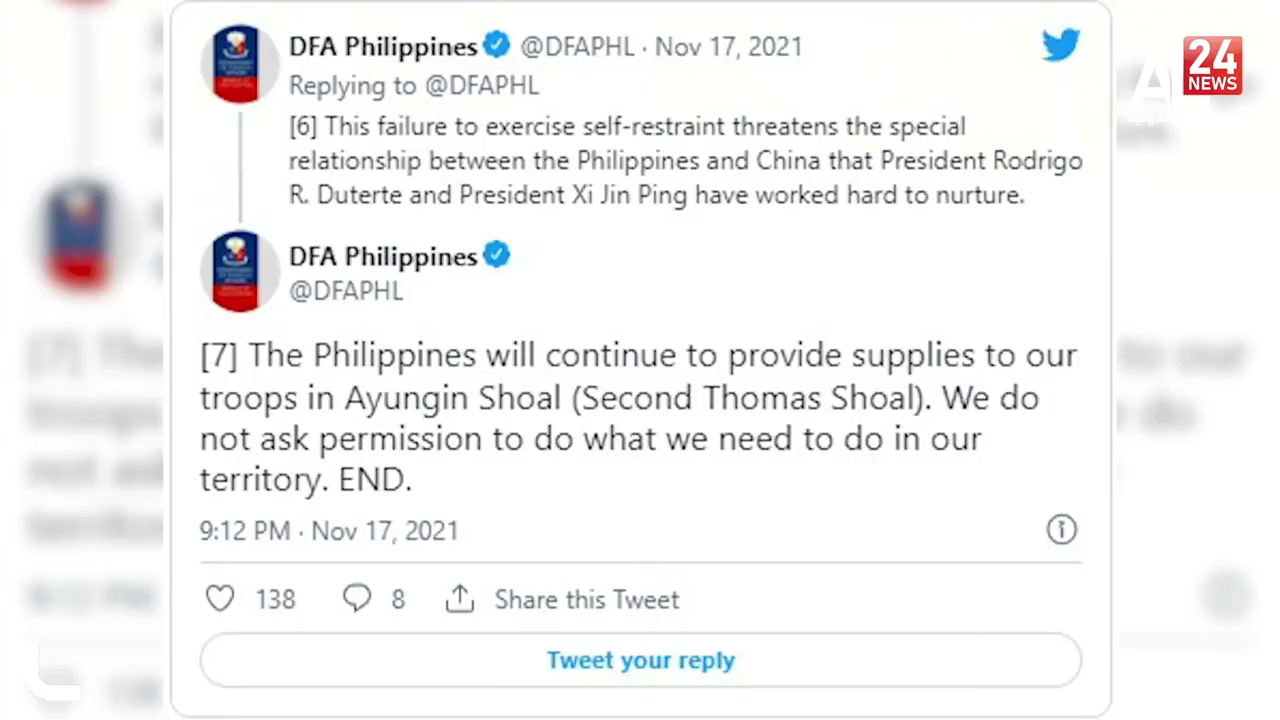 DFA Philippines @DFAPHL · Nov 17, 2021
Replying to @DFAPHL
[6] This failure to exercise self-restraint threatens the special
relationship between the Philippines and China that President Rodrigo
R. Duterte and President Xi Jin Ping have worked hard to nurture.
DFA Philippines
@DFAPHL
[7] The Philippines will continue to provide supplies to our
troops in Ayungin Shoal (Second Thomas Shoal). We do
not ask permission to do what we need to do in our
territory. END.
9:12 PM · Nov 17, 2021
138 8 Share this Tweet
Tweet your reply
24
NEWS